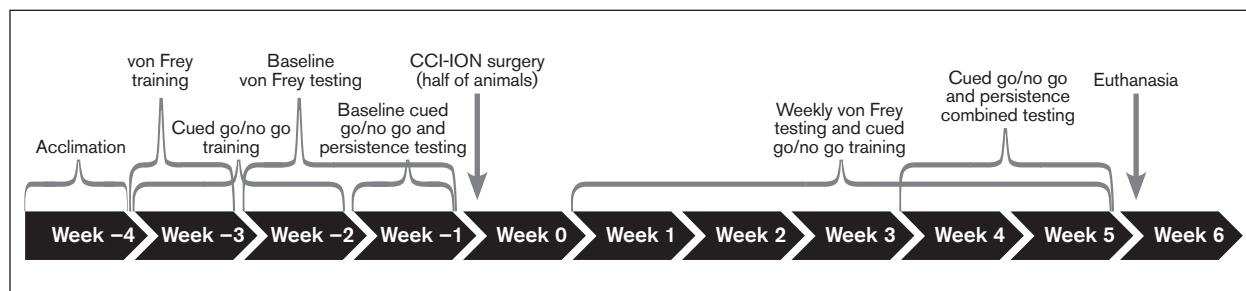 von Frey
training
Baseline
von Frey testing
CCI-ION surgery
(half of animals)
Cued go/no go
and persistence
combined testing
Euthanasia
Acclimation
Cued go/no go
training
Baseline cued
go/no go and
persistence testing
Weekly von Frey
testing and cued
go/no go training
Week −4
Week −3
Week −2
Week −1
Week 0
Week 1
Week 2
Week 3
Week 4
Week 5
Week 6